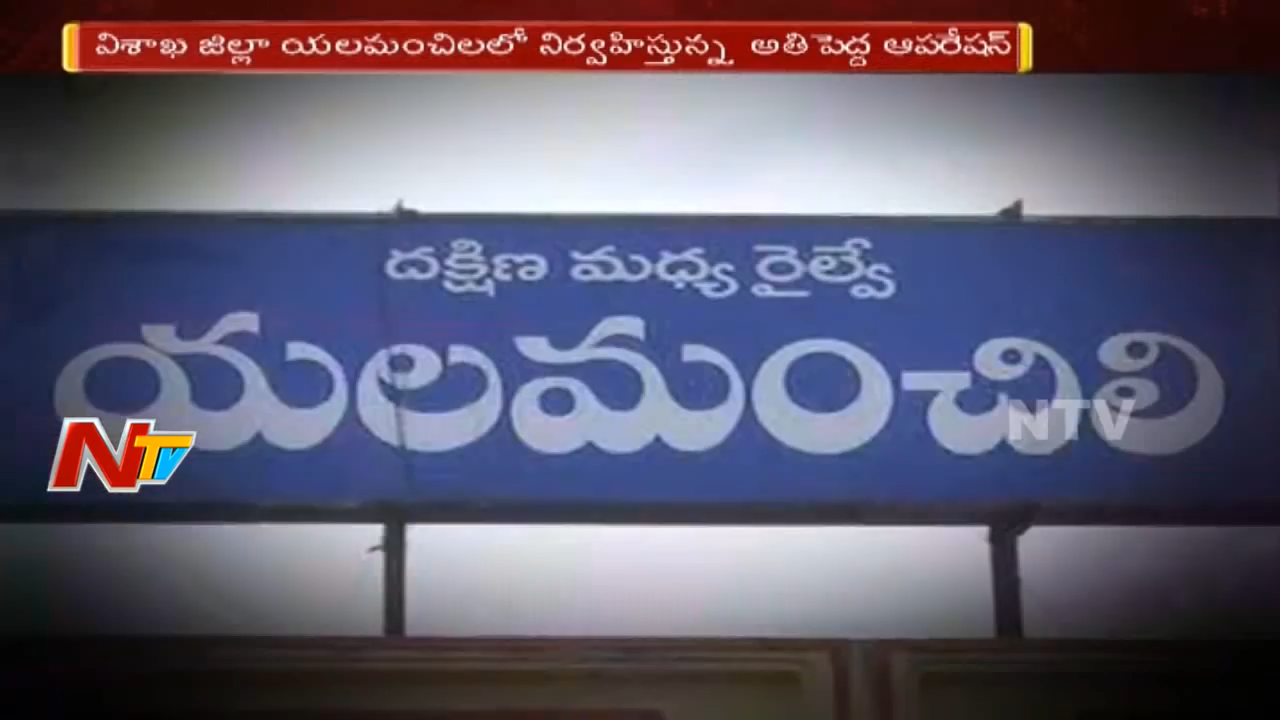 విశాఖ జిల్లా యలమంచిలలో నిర్వహిస్తున్న అతి పెద్ద ఆపరేషన్
దక్షిణ మధ్య రైల్వే
యలమంచిలి
NTV
NTV